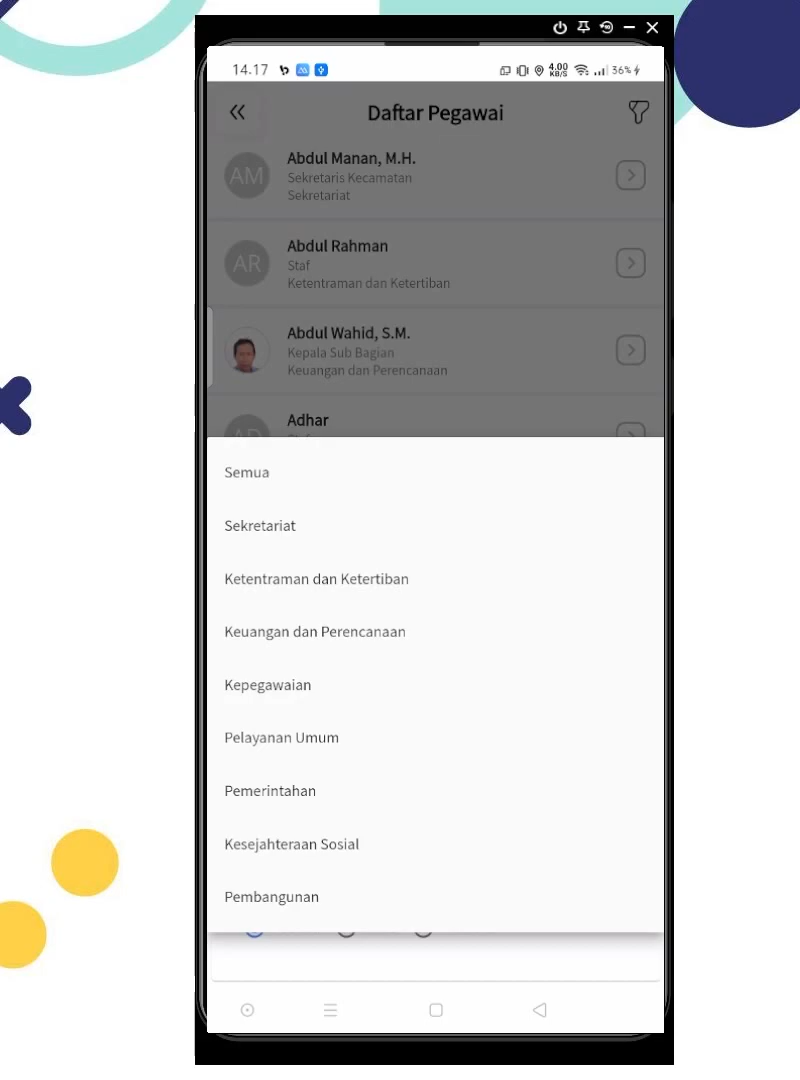 14.17
4.00
KB/S
36%
Daftar Pegawai
AM
Abdul Manan, M.H.
Sekretaris Kecamatan
Sekretariat
AR
Abdul Rahman
Staf
Ketentraman dan Ketertiban
Abdul Wahid, S.M.
Kepala Sub Bagian
Keuangan dan Perencanaan
AD
Adhar
Semua
Sekretariat
Ketentraman dan Ketertiban
Keuangan dan Perencanaan
Kepegawaian
Pelayanan Umum
Pemerintahan
Kesejahteraan Sosial
Pembangunan